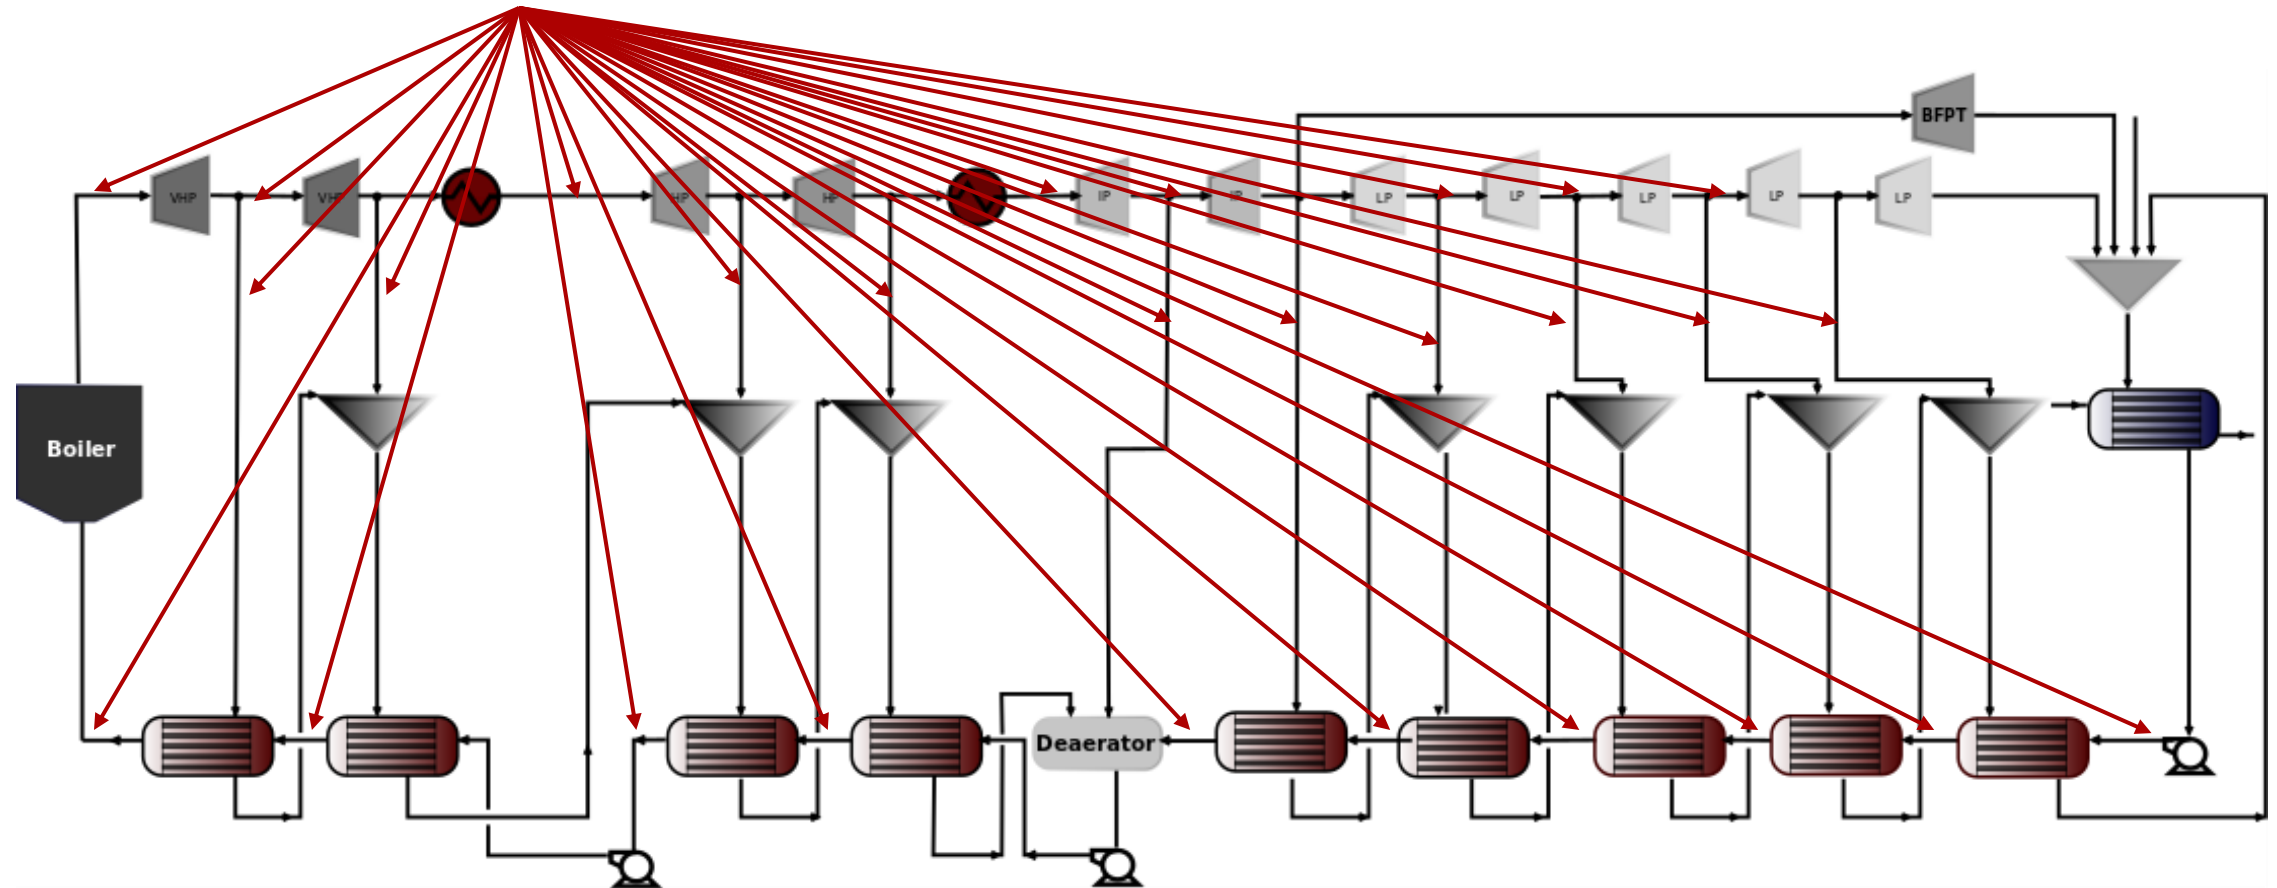 BFPT
VHP
VHP
HP
HP
IP
IP
LP
LP
LP
LP
LP
Boiler
Deaerator